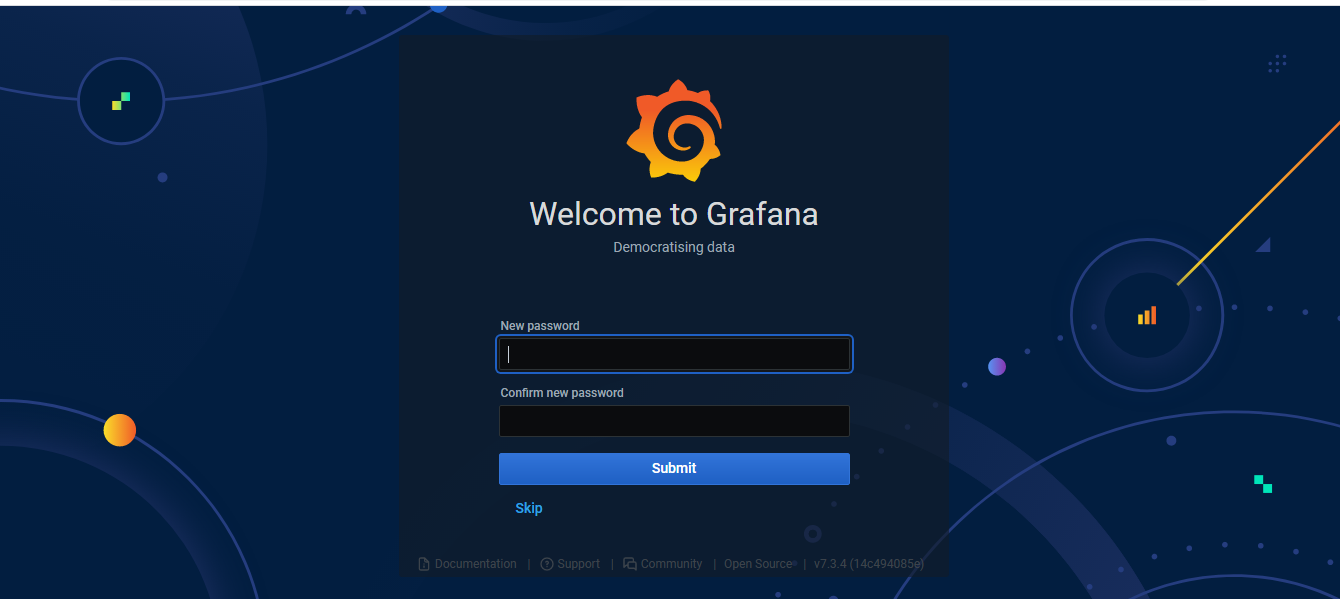 Welcome to Grafana
Democratising data
New password
Confirm new password
Submit
Skip
Documentation | Support | Community | Open Source | v7.3.4 (14c494085e)